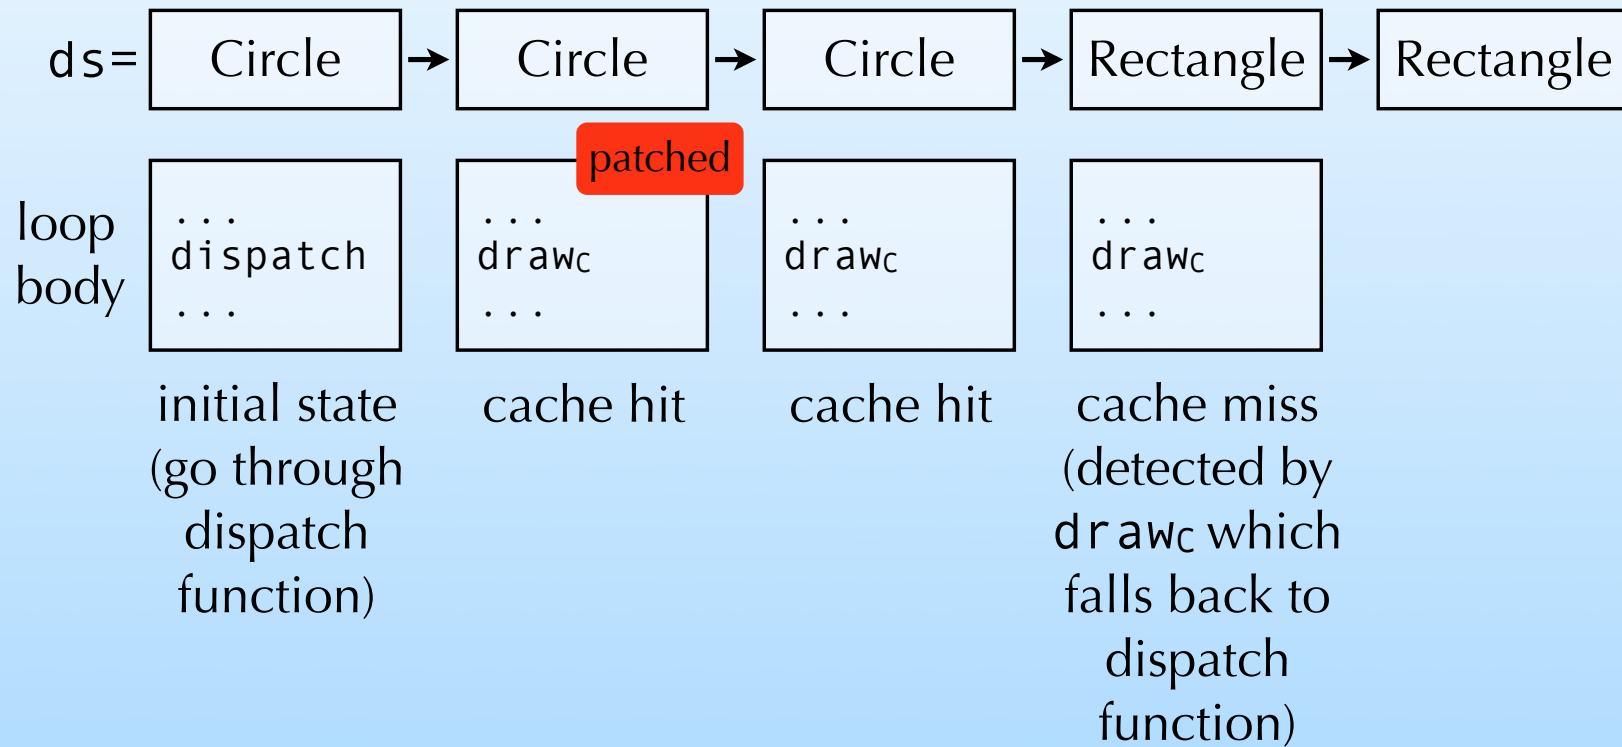 ds= Circle → Circle → Circle → Rectangle → Rectangle
patched
loop
body
...
dispatch
...
...
drawC
...
...
drawC
...
...
drawC
...
initial state
(go through
dispatch
function)
cache hit
cache hit
cache miss
(detected by
drawC which
falls back to
dispatch
function)